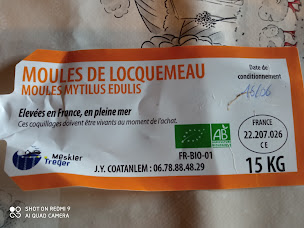 MOULES DE LOCQUEMEAU
MOULES MYTILUS EDULIS
Elevées en France, en pleine mer
Ces coquillages doivent être vivants au moment de l'achat.
Date de
conditionnement
FRANCE
22.207.026
CE
Meskler
Treger
AB
FR-BIO-01
J.Y. COATANLEM : 06.78.88.48.29
15 KG
SHOT ON REDMI 9
AI QUAD CAMERA